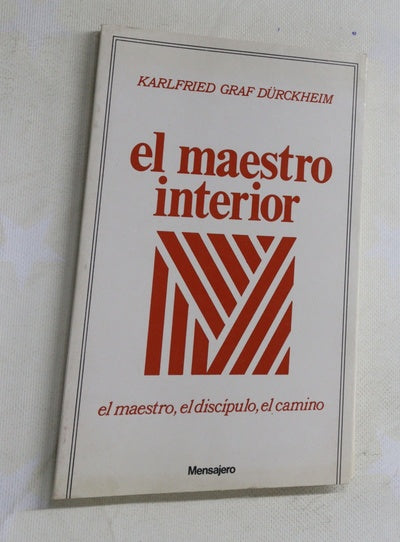 KARLFRIED GRAF DÜRCKHEIM
el maestro
interior
el maestro, el discípulo, el camino
Mensajero